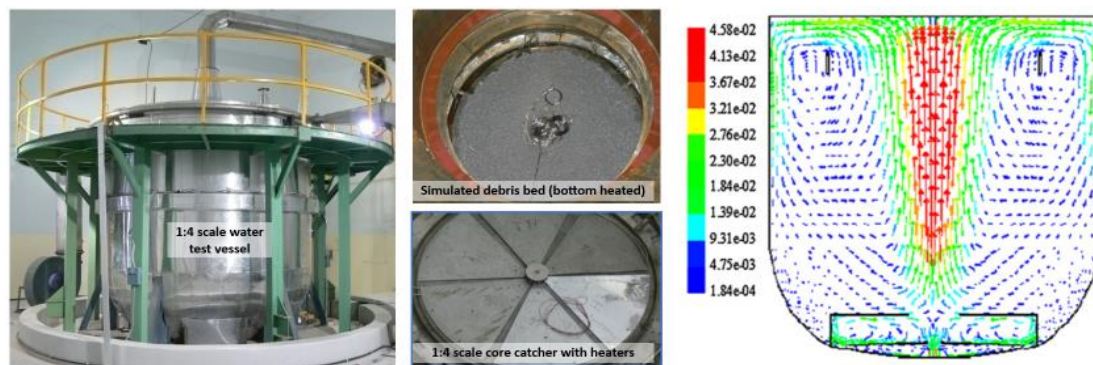 1:4 scale water
test vessel
Simulated debris bed (bottom heated)
1:4 scale core catcher with heaters
4.58e-02
4.13e-02
3.67e-02
3.21e-02
2.76e-02
2.30e-02
1.84e-02
1.39e-02
9.31e-03
4.75e-03
1.84e-04